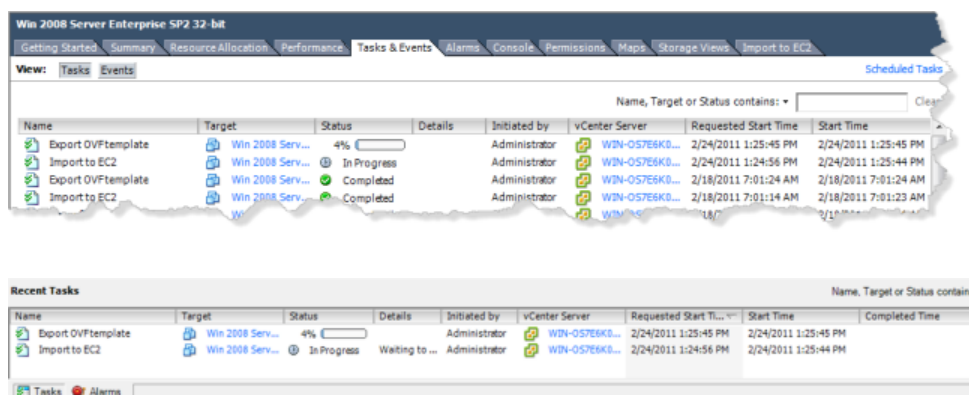 Win 2008 Server Enterprise SP2 32-bit
Getting Started Summary Resource Allocation Performance Tasks & Events Alarms Console Permissions Maps Storage Views Import to EC2
View: Tasks Events Scheduled Tasks
Name, Target or Status contains: Clear
Name Target Status Details Initiated by vCenter Server Requested Start Time Start Time
Export OVFtemplate Win 2008 Serv... 4% Administrator WIN-OS7E6K0... 2/24/2011 1:25:45 PM 2/24/2011 1:25:45 PM
Import to EC2 Win 2008 Serv... In Progress Administrator WIN-OS7E6K0... 2/24/2011 1:24:56 PM 2/24/2011 1:25:44 PM
Export OVFtemplate Win 2008 Serv... Completed Administrator WIN-OS7E6K0... 2/18/2011 7:01:24 AM 2/18/2011 7:01:24 AM
Import to EC2 Win 2008 Serv... Completed Administrator WIN-OS7E6K0... 2/18/2011 7:01:14 AM 2/18/2011 7:01:23 AM
Recent Tasks Name, Target or Status contain
Name Target Status Details Initiated by vCenter Server Requested Start Ti... Start Time Completed Time
Export OVFtemplate Win 2008 Serv... 4% Administrator WIN-OS7E6K0... 2/24/2011 1:25:45 PM 2/24/2011 1:25:45 PM
Import to EC2 Win 2008 Serv... In Progress Waiting to ... Administrator WIN-OS7E6K0... 2/24/2011 1:24:56 PM 2/24/2011 1:25:44 PM
Tasks Alarms